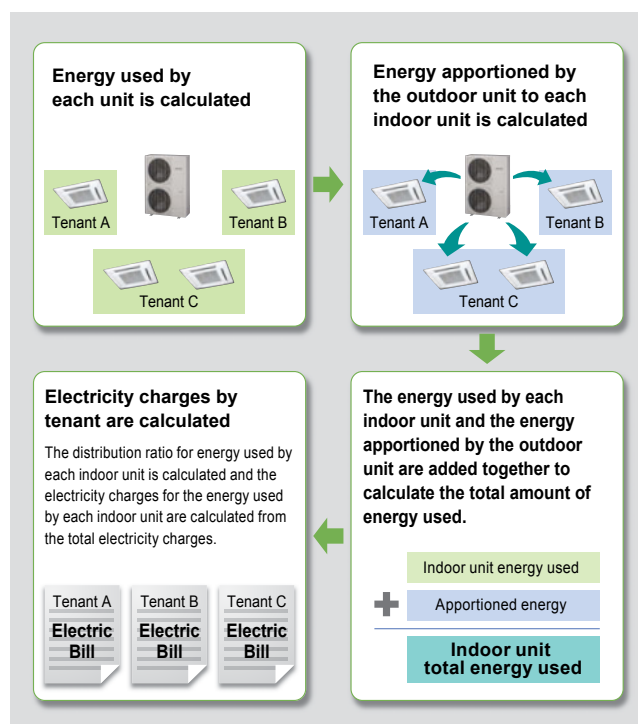 Energy used by
each unit is calculated
Tenant A
Tenant B
Tenant C
Energy apportioned by
the outdoor unit to each
indoor unit is calculated
Tenant A
Tenant B
Tenant C
The energy used by each
indoor unit and the energy
apportioned by the outdoor
unit are added together to
calculate the total amount of
energy used.
Indoor unit energy used
Apportioned energy
Indoor unit
total energy used
Electricity charges by
tenant are calculated
The distribution ratio for energy used by
each indoor unit is calculated and the
electricity charges for the energy used
by each indoor unit are calculated from
the total electricity charges.
Tenant A
Electric
Bill
Tenant B
Electric
Bill
Tenant C
Electric
Bill